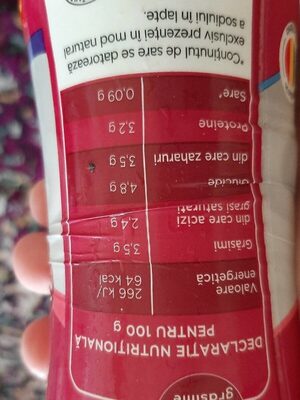 grăsime
DECLARAȚIE NUTRIȚIONALĂ
PENTRU 100 g
Valoare
energetică
266 kJ/
64 kcal
Grăsimi 3,5 g
din care acizi
grași saturați 2,4 g
Glucide 4,8 g
din care zaharuri 3,5 g
Proteine 3,2 g
Sare* 0,09 g
*Conținutul de sare se datorează
exclusiv prezenței în mod natural
a sodiului în lapte.